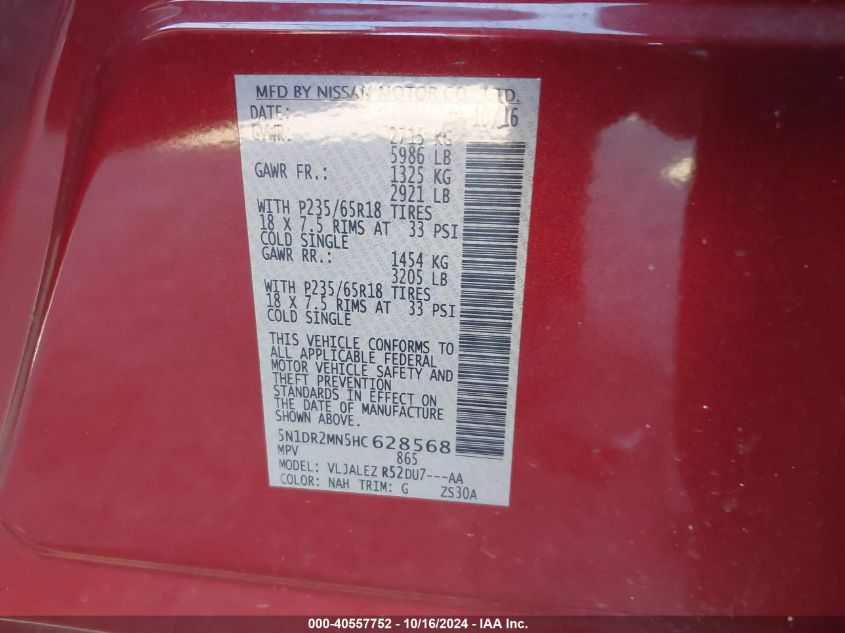 MFD BY NISSAN MOTOR CO., LTD.
DATE: 10/16
GVWR: 2715 KG
5986 LB
GAWR FR.: 1325 KG
2921 LB
WITH P235/65R18 TIRES
18 X 7.5 RIMS AT 33 PSI
COLD SINGLE
GAWR RR.: 1454 KG
3205 LB
WITH P235/65R18 TIRES
18 X 7.5 RIMS AT 33 PSI
COLD SINGLE
THIS VEHICLE CONFORMS TO
ALL APPLICABLE FEDERAL
MOTOR VEHICLE SAFETY AND
THEFT PREVENTION
STANDARDS IN EFFECT ON
THE DATE OF MANUFACTURE
SHOWN ABOVE.
5N1DR2MN5HC 628568
MPV 865
MODEL: VLJALEZ R52DU7---AA
COLOR: NAH TRIM: G ZS30A
000-40557752 - 10/16/2024 - IAA Inc.